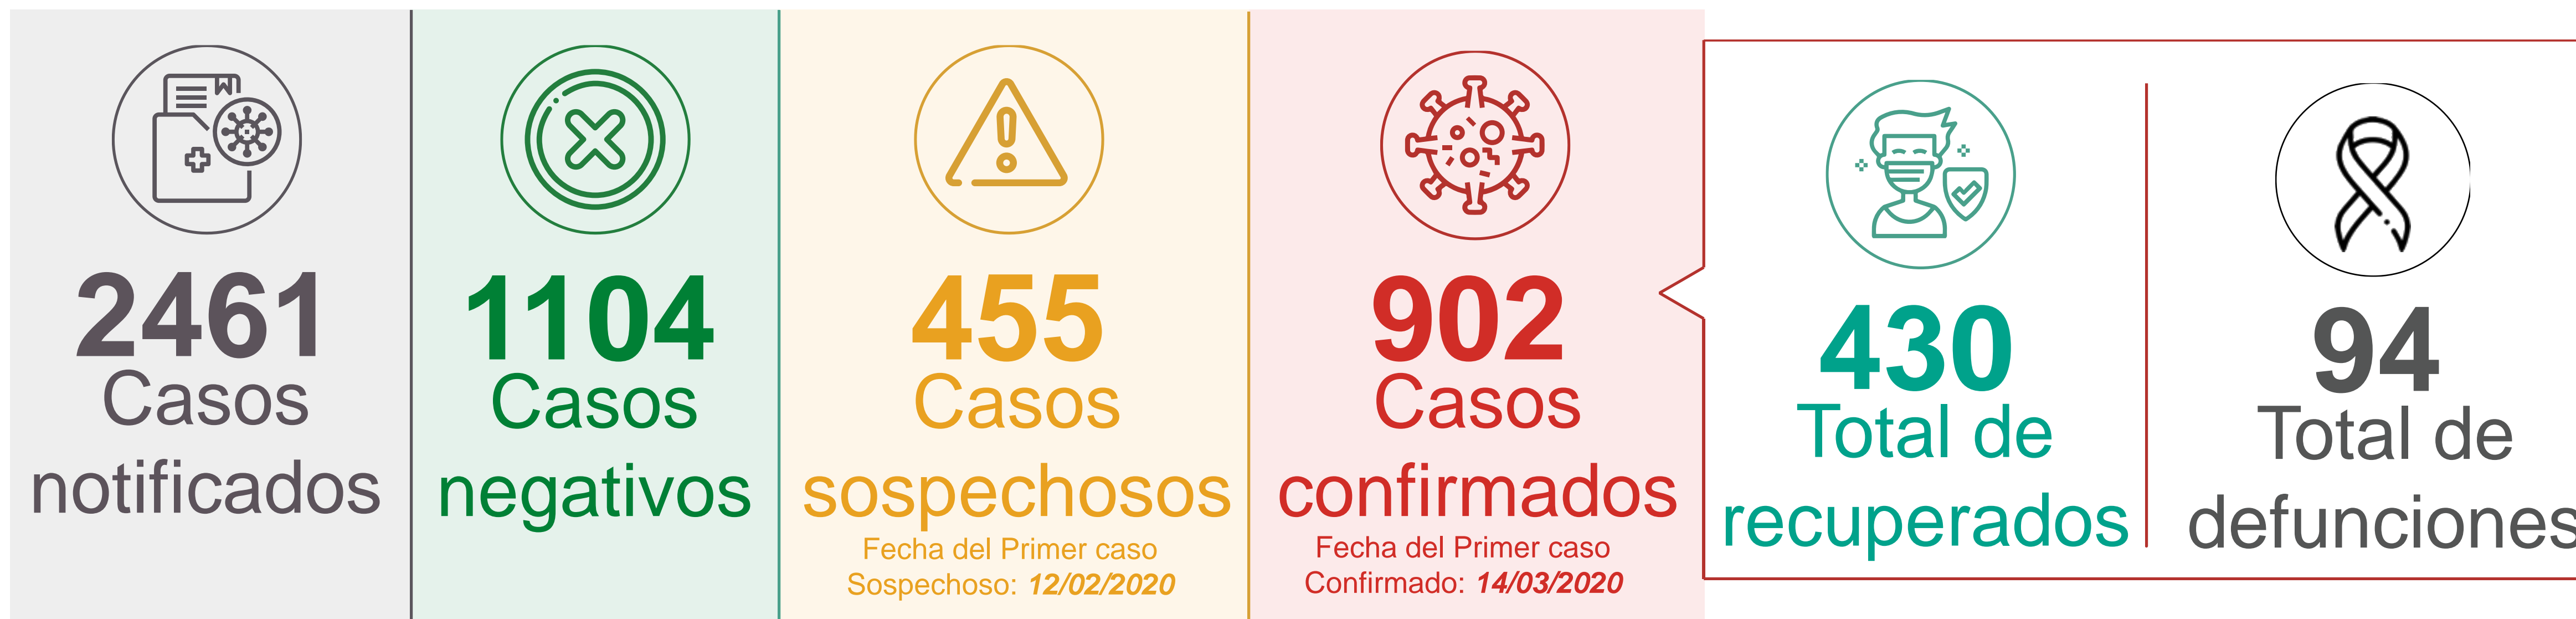 2461
Casos
notificados
1104
Casos
negativos
455
Casos
sospechosos
Fecha del Primer caso
Sospechoso: 12/02/2020
902
Casos
confirmados
Fecha del Primer caso
Confirmado: 14/03/2020
430
Total de
recuperados
94
Total de
defunciones